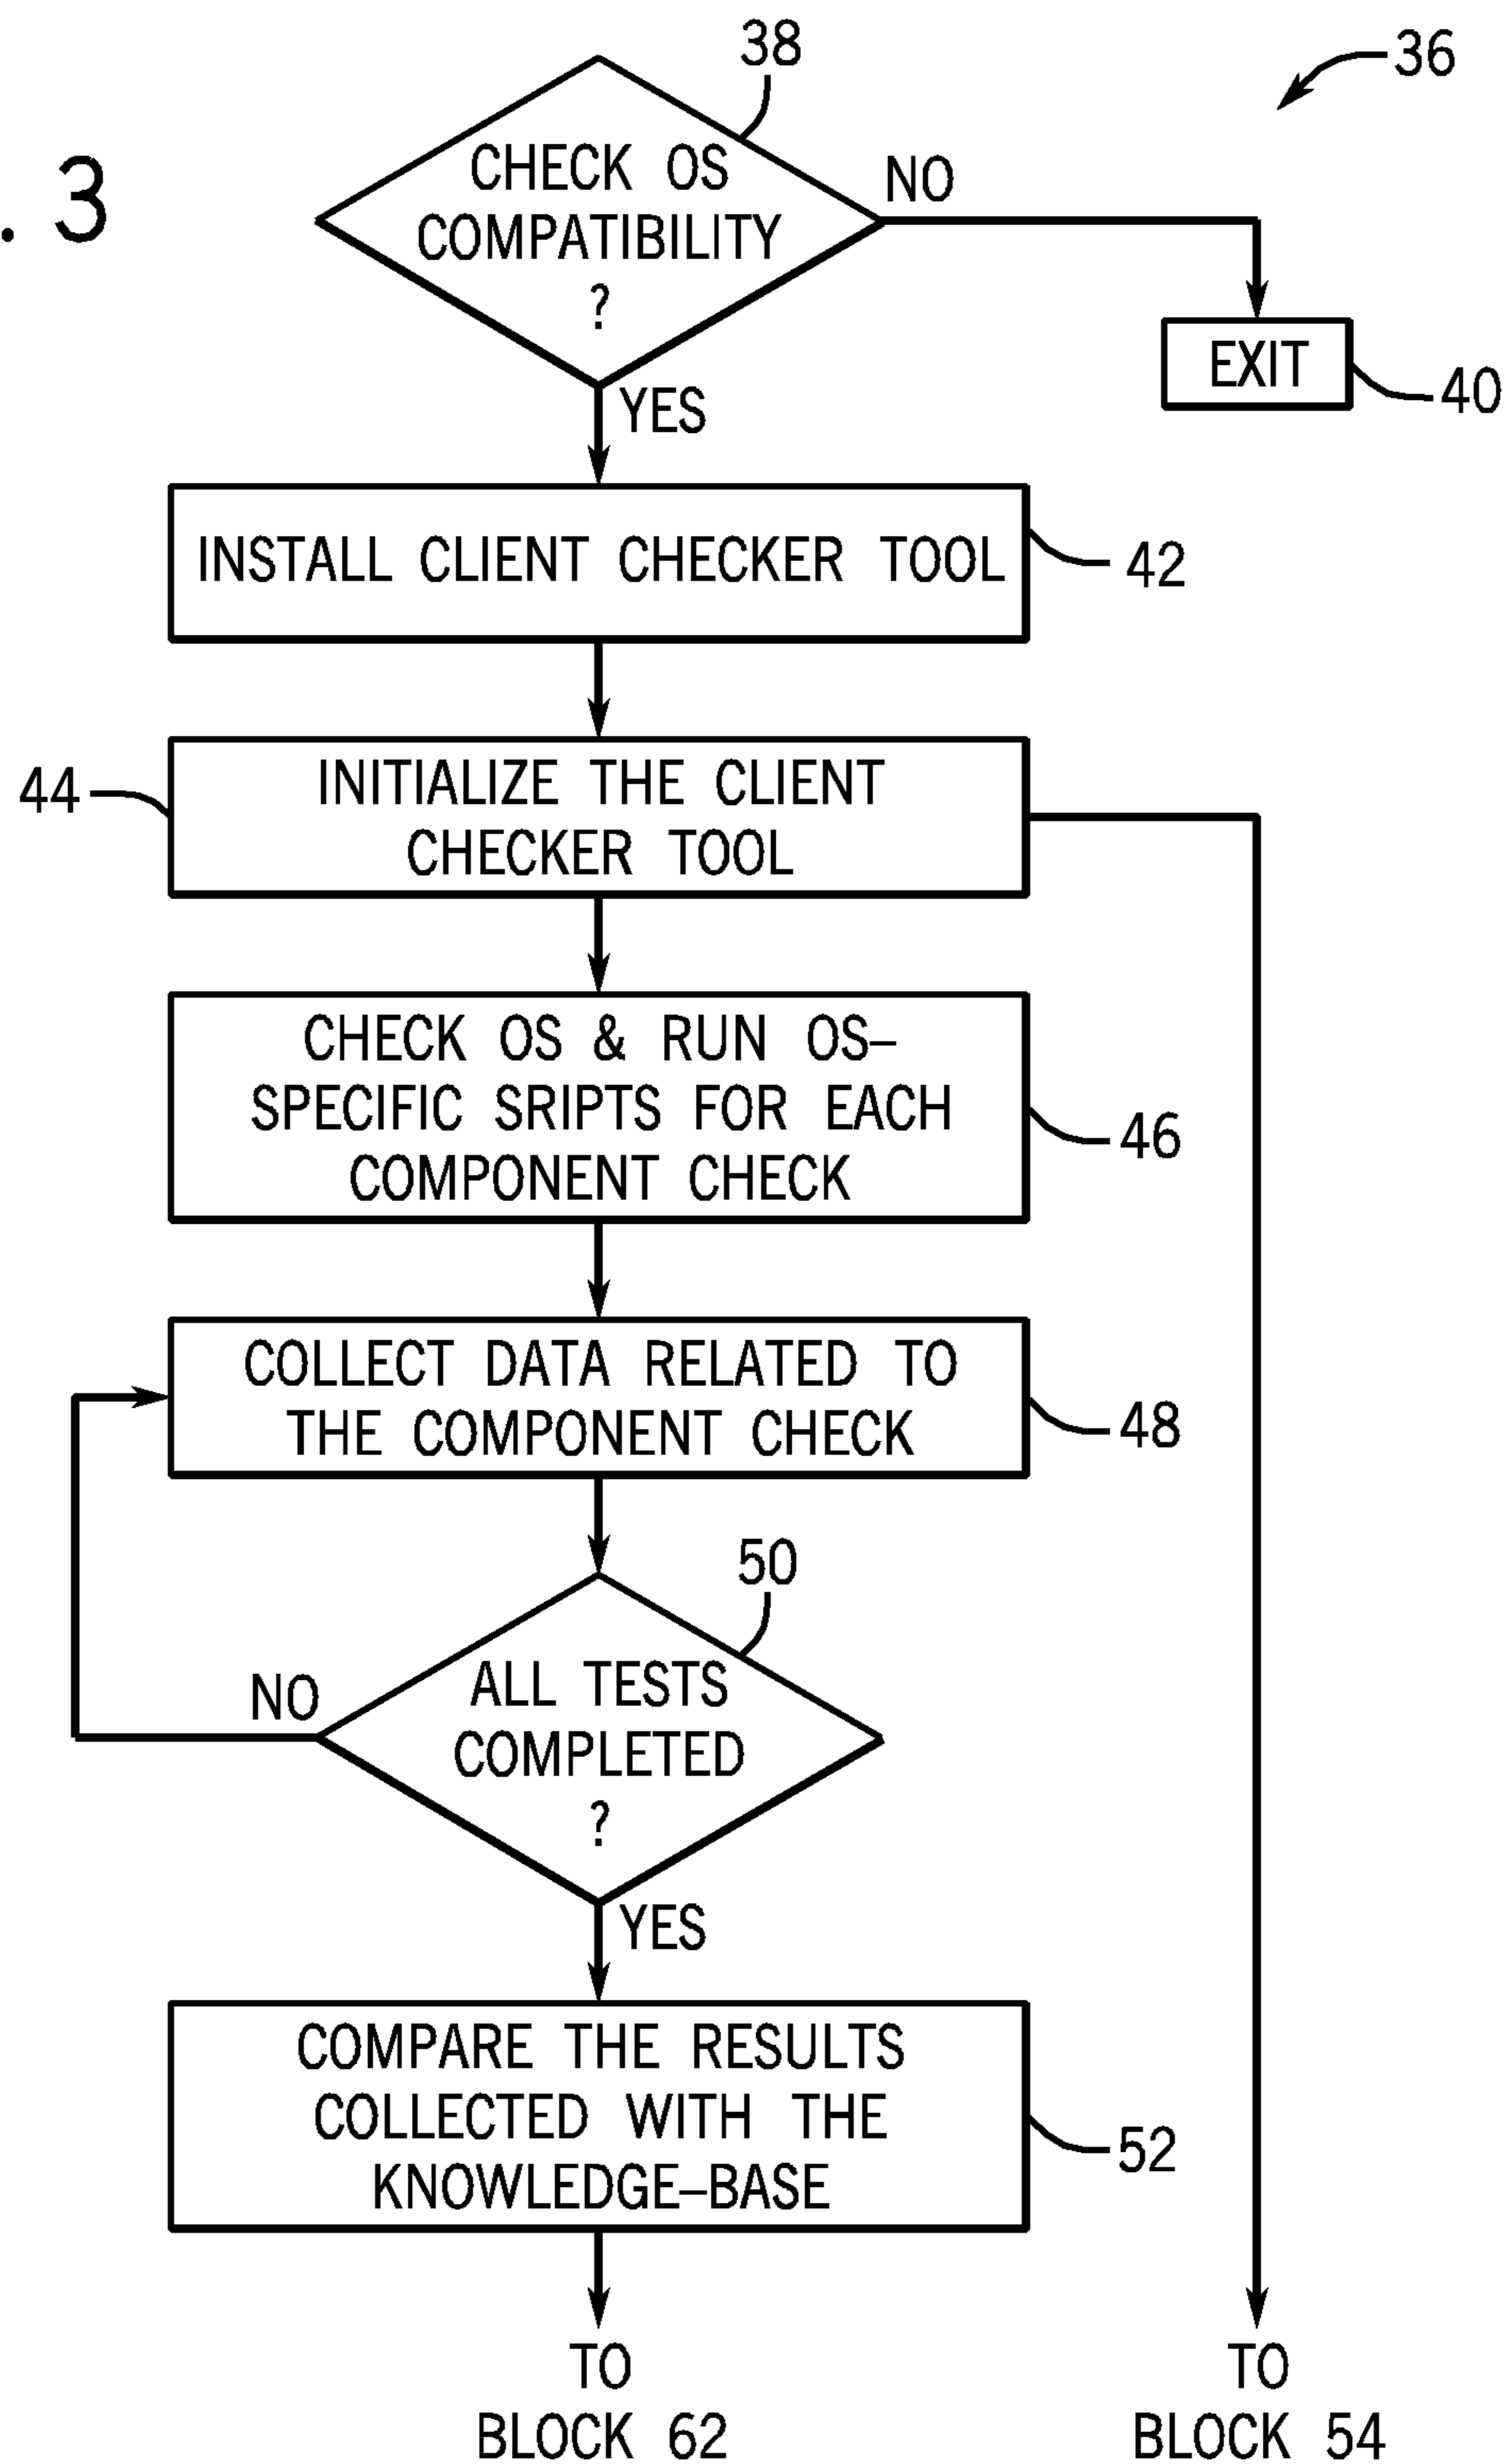 . 3
38
36
CHECK OS
COMPATIBILITY
?
NO
EXIT
40
YES
INSTALL CLIENT CHECKER TOOL
42
44
INITIALIZE THE CLIENT
CHECKER TOOL
CHECK OS & RUN OS–
SPECIFIC SRIPTS FOR EACH
COMPONENT CHECK
46
COLLECT DATA RELATED TO
THE COMPONENT CHECK
48
50
ALL TESTS
COMPLETED
?
NO
YES
COMPARE THE RESULTS
COLLECTED WITH THE
KNOWLEDGE–BASE
52
TO
BLOCK 62
TO
BLOCK 54